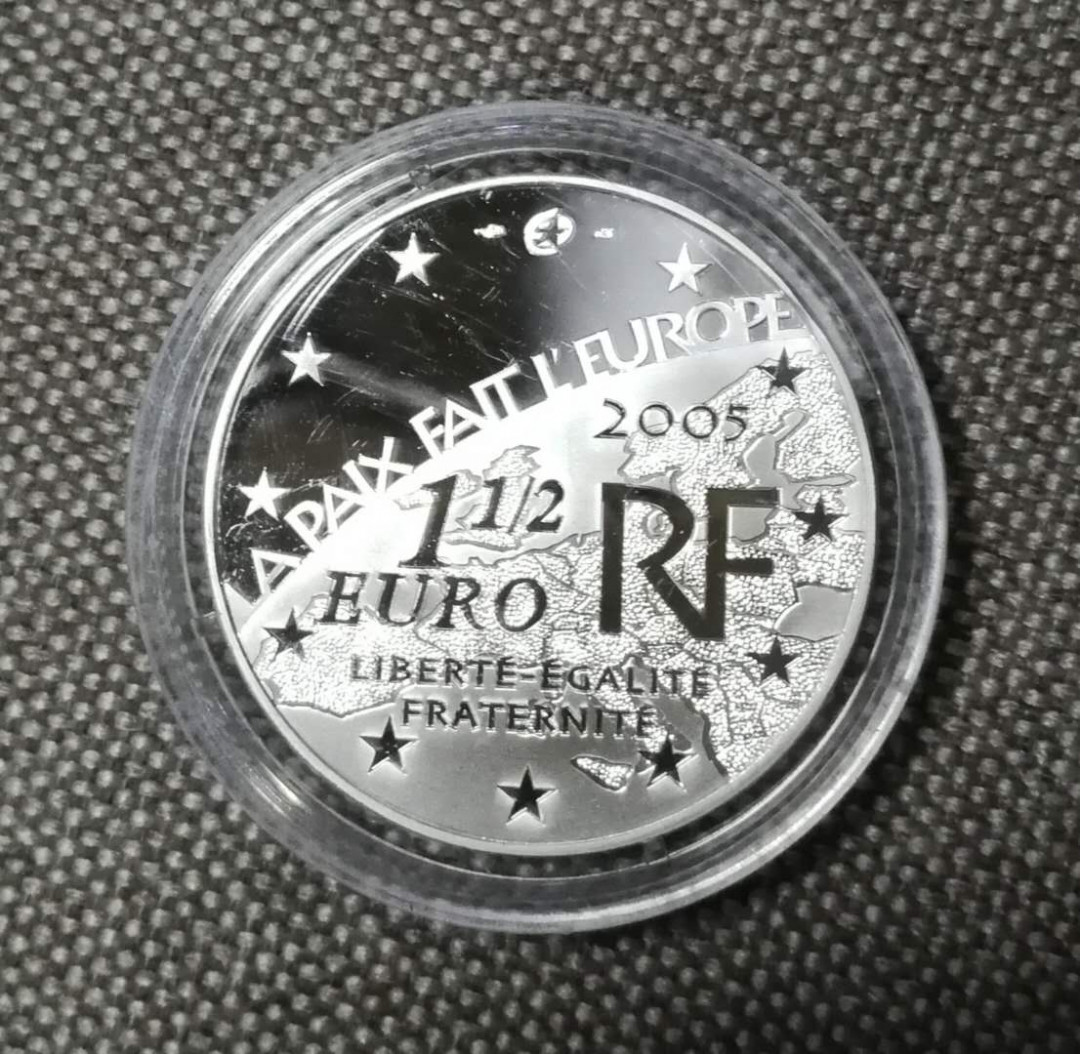 LA PAIX FAIT L'EUROPE
2005
1 1/2
EURO
RF
LIBERTÉ-ÉGALITÉ
FRATERNITÉ